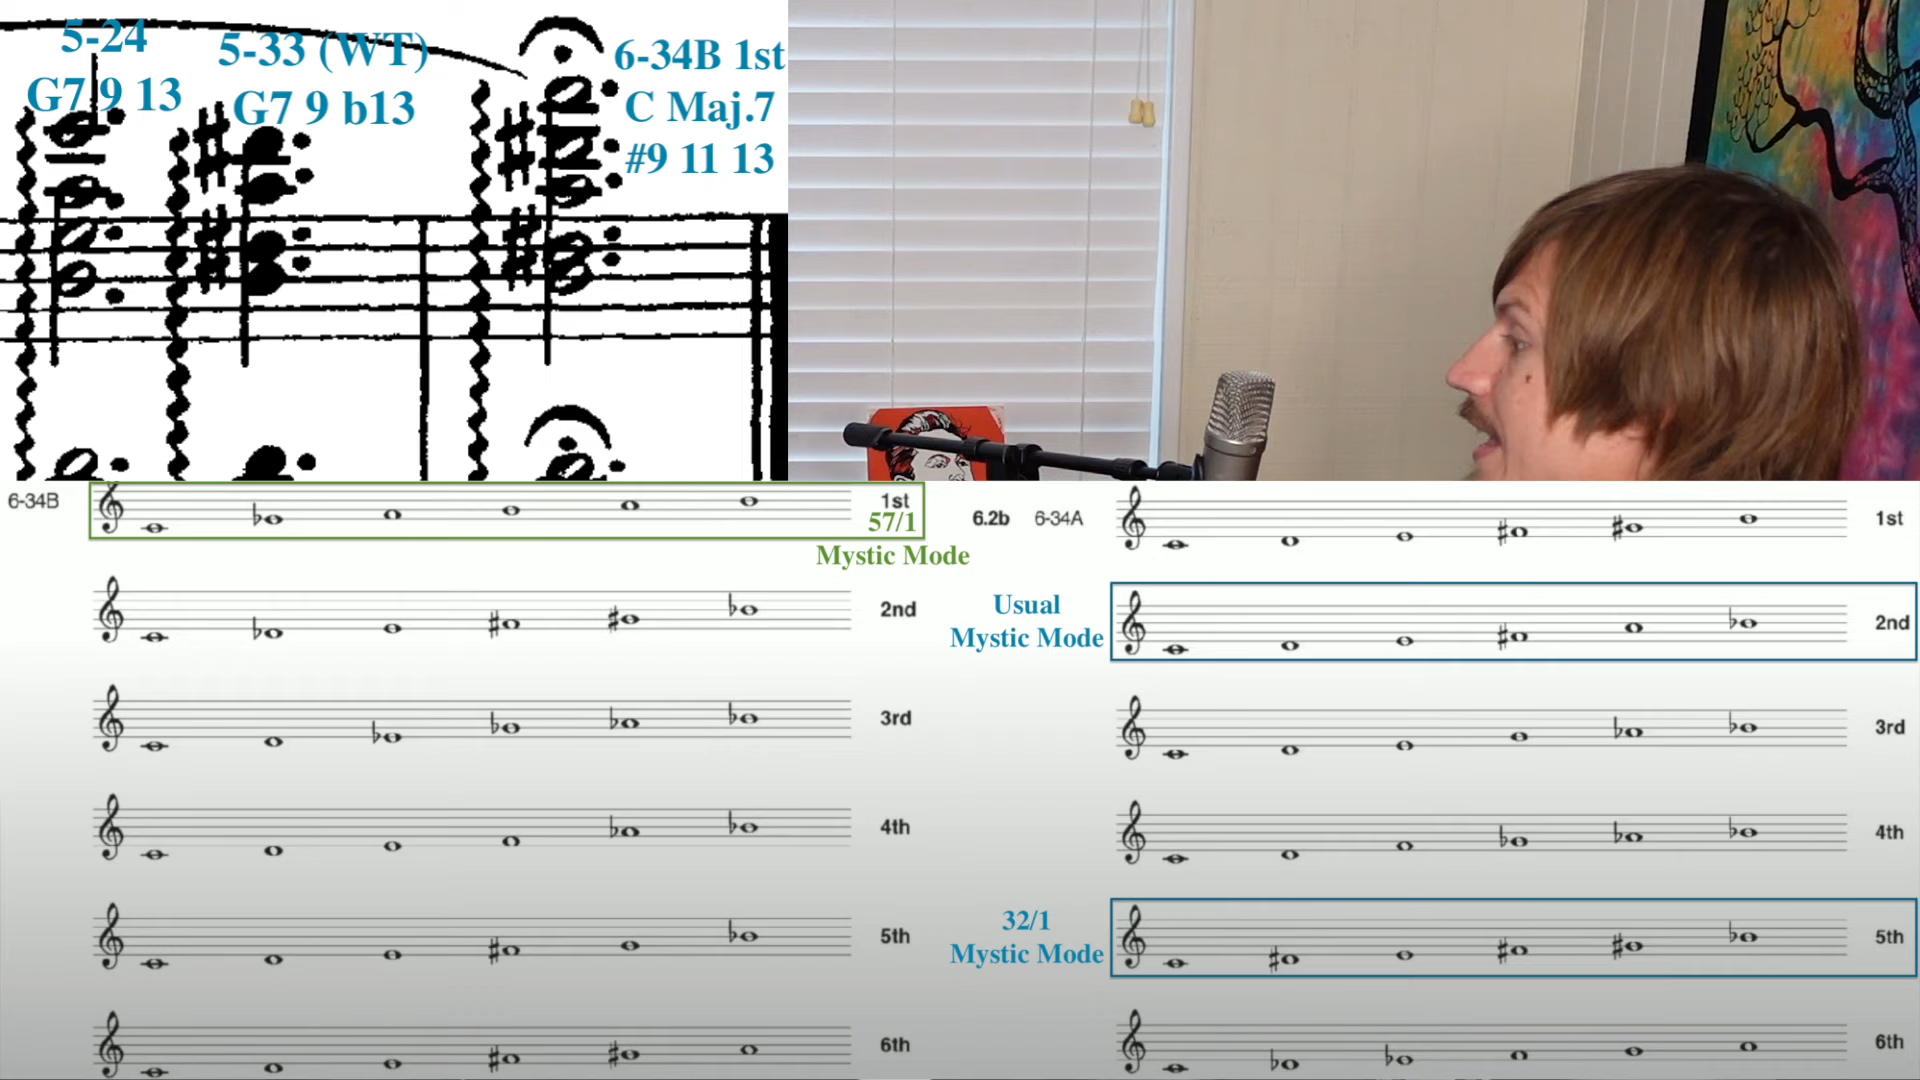 5-24
G7 9 13
5-33 (WT)
G7 9 b13
6-34B 1st
C Maj.7
#9 11 13
6-34B
1st
57/1
Mystic Mode
2nd
3rd
4th
5th
6th
6.2b 6-34A
1st
Usual
Mystic Mode
2nd
3rd
4th
32/1
Mystic Mode
5th
6th